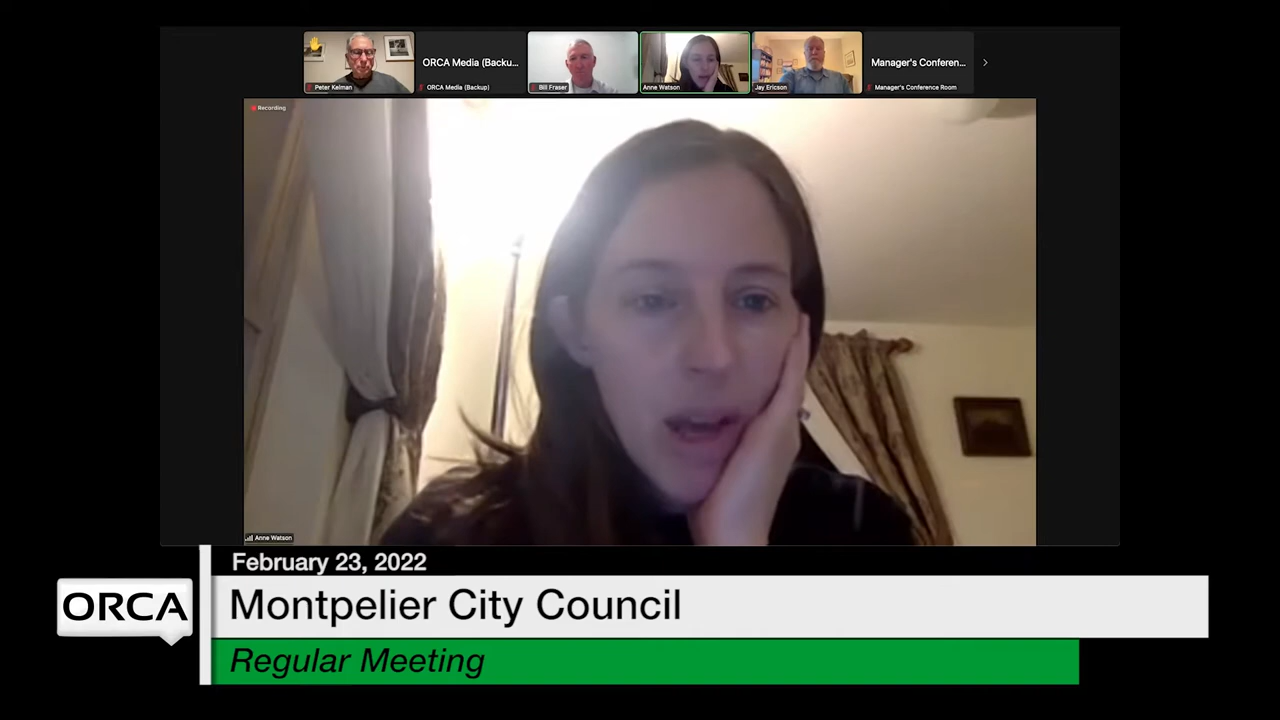 ORCA Media (Backu...
Manager's Conferen...
Peter Kelman
ORCA Media (Backup)
Bill Fraser
Anne Watson
Jay Ericson
Manager's Conference Room
Recording
Anne Watson
February 23, 2022
ORCA
Montpelier City Council
Regular Meeting